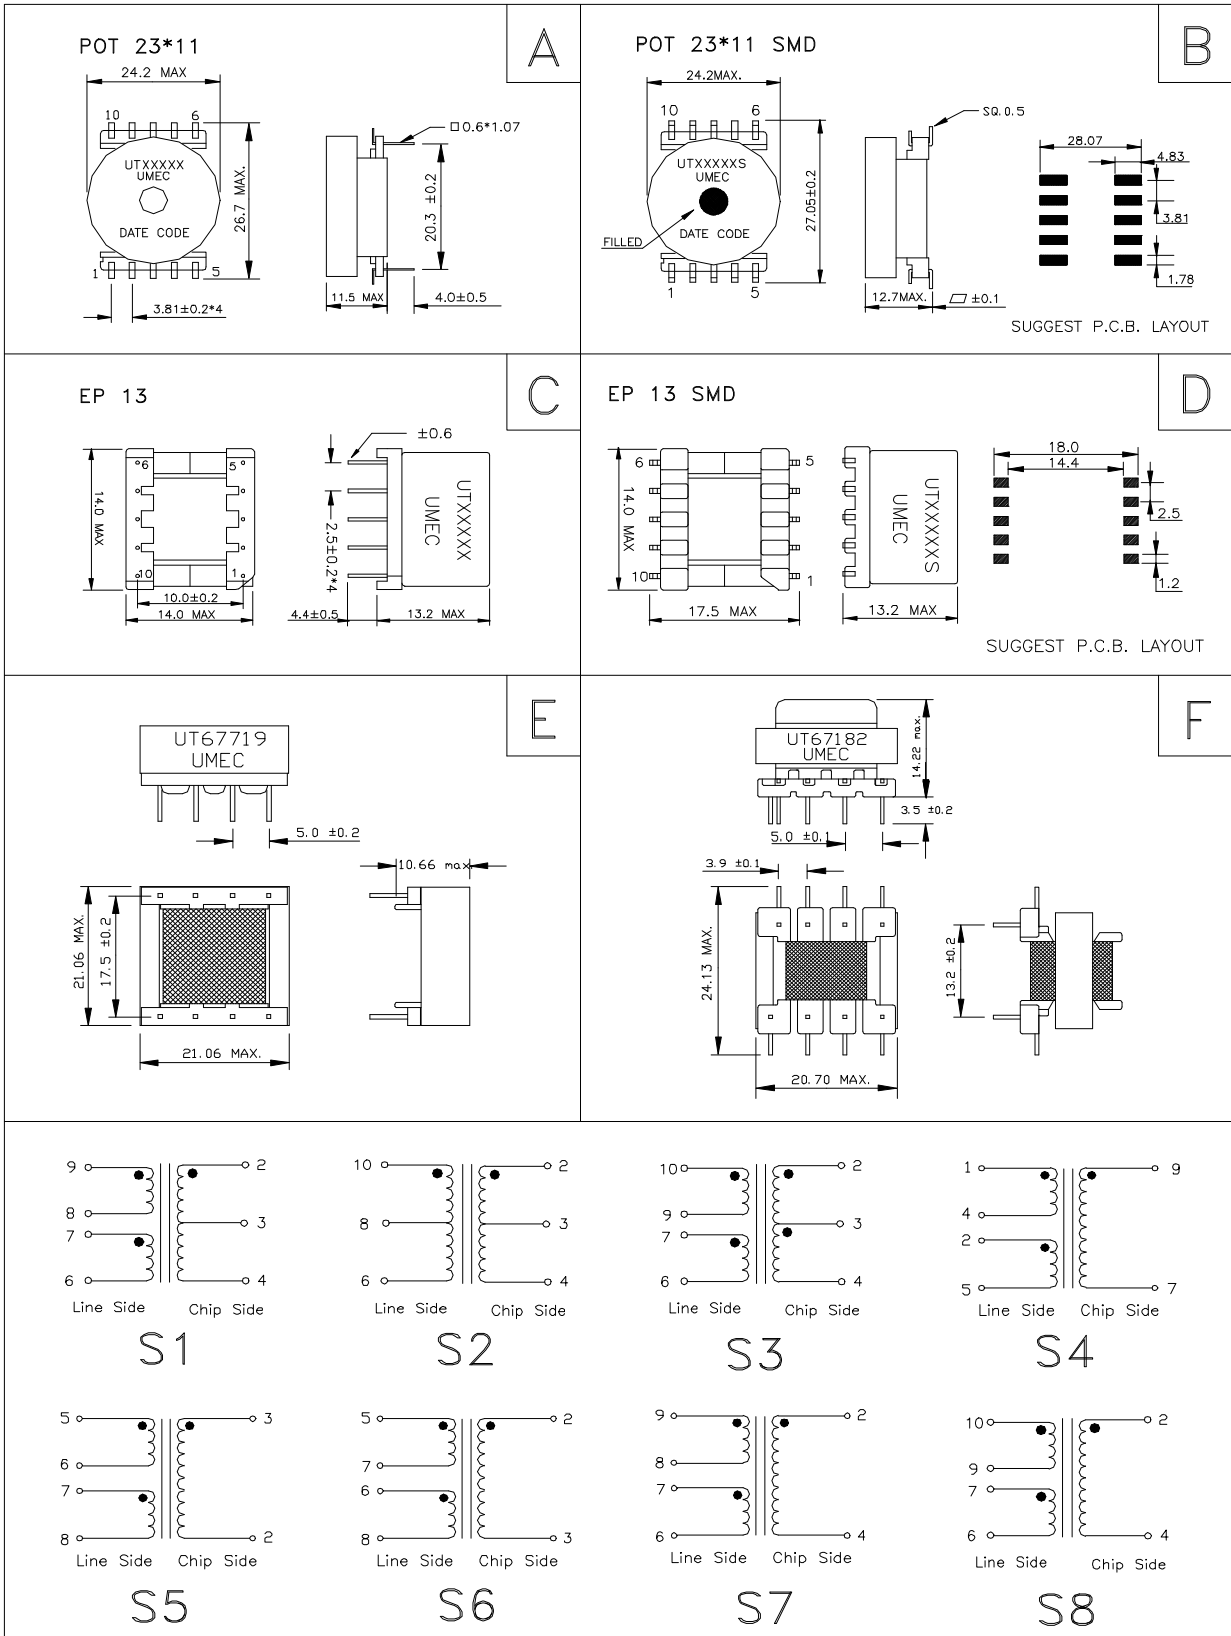 POT 23*11
A
24.2 MAX
10
6
UTXXXXX
UMEC
DATE CODE
1
5
26.7 MAX.
3.81±0.2*4
□0.6*1.07
20.3 ±0.2
11.5 MAX
4.0±0.5
POT 23*11 SMD
B
24.2MAX.
10
6
UTXXXXXS
UMEC
FILLED
DATE CODE
1
5
27.05±0.2
SQ.0.5
12.7MAX.
▱ ±0.1
28.07
4.83
3.81
1.78
SUGGEST P.C.B. LAYOUT
EP 13
C
6
5
10
1
14.0 MAX
10.0±0.2
14.0 MAX
±0.6
2.5±0.2*4
UTXXXXX
UMEC
4.4±0.5
13.2 MAX
EP 13 SMD
D
6
5
10
1
14.0 MAX
17.5 MAX
UTXXXXXS
UMEC
13.2 MAX
18.0
14.4
2.5
1.2
SUGGEST P.C.B. LAYOUT
E
UT67719
UMEC
5.0 ±0.2
21.06 MAX.
17.5 ±0.2
21.06 MAX.
10.66 max
F
UT67182
UMEC
14.22 max.
3.5 ±0.2
5.0 ±0.1
3.9 ±0.1
24.13 MAX.
20.70 MAX.
13.2 ±0.2
9
8
7
6
2
3
4
Line Side Chip Side
S1
10
8
6
2
3
4
Line Side Chip Side
S2
10
9
7
6
2
3
4
Line Side Chip Side
S3
1
4
2
5
9
7
Line Side Chip Side
S4
5
6
7
8
3
2
Line Side Chip Side
S5
5
7
6
8
2
3
Line Side Chip Side
S6
9
8
7
6
2
4
Line Side Chip Side
S7
10
9
7
6
2
4
Line Side Chip Side
S8